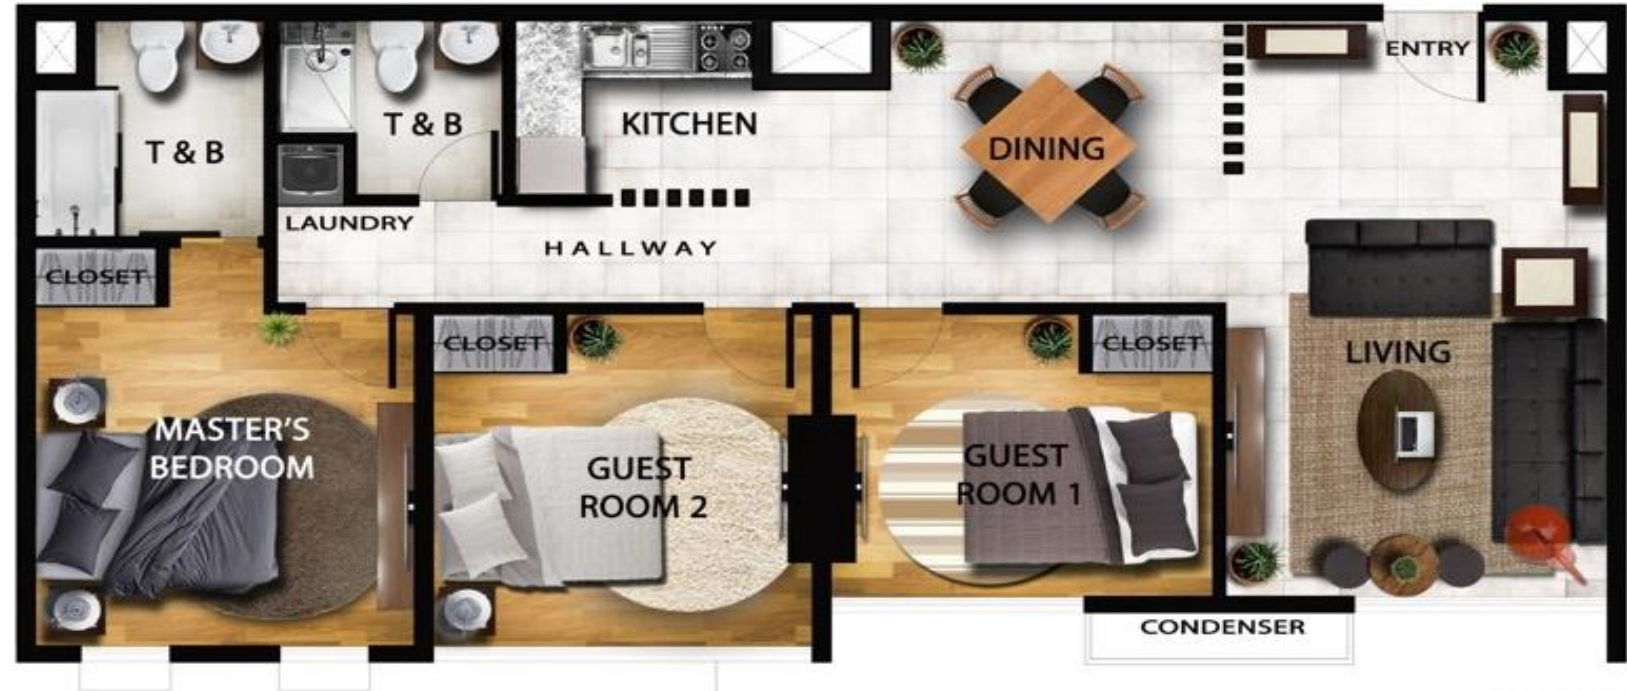 ENTRY
KITCHEN
T & B
T & B
DINING
LAUNDRY
HALLWAY
CLOSET
CLOSET
CLOSET
LIVING
MASTER'S
BEDROOM
GUEST
ROOM 2
GUEST
ROOM 1
CONDENSER